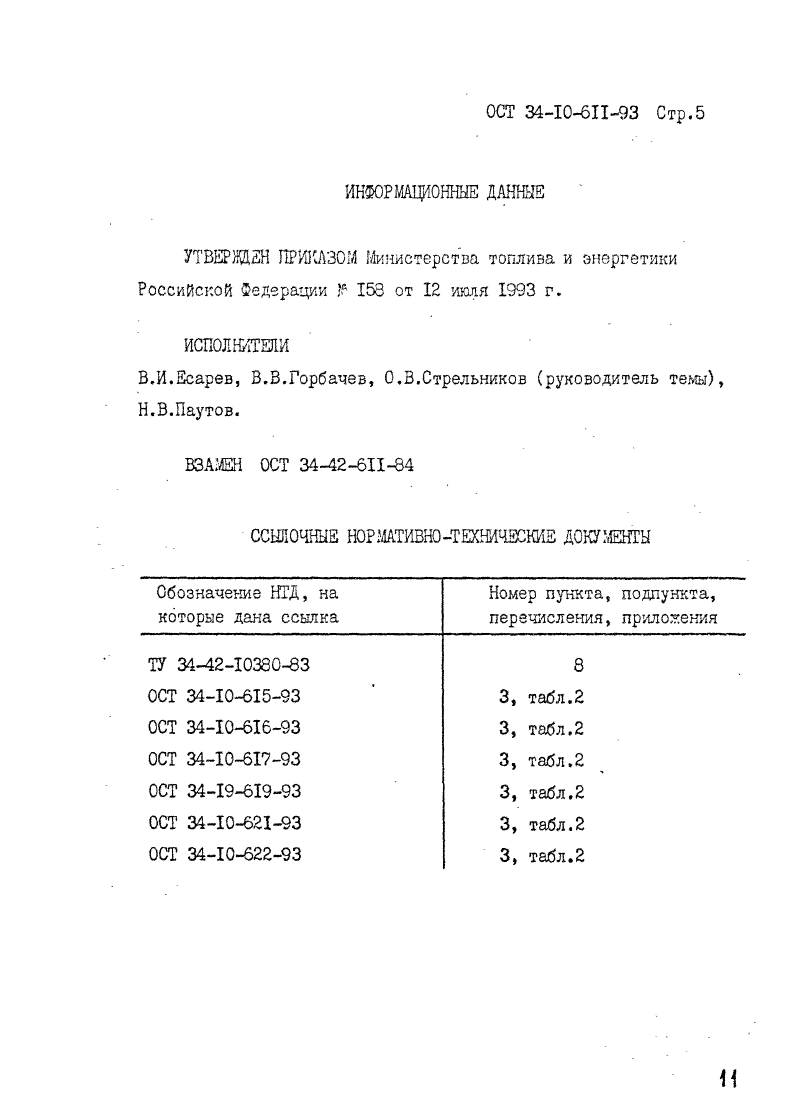 ОСТ 34-10-611-93 Стр.5
ИНФОРМАЦИОННЫЕ ДАННЫЕ
УТВЕРЖДЕН ПРИКАЗОМ Министерства топлива и энергетики
Российской Федерации № 158 от 12 июля 1993 г.
ИСПОЛНИТЕЛИ
В.И.Есарев, В.В.Горбачев, О.В.Стрельников (руководитель темы),
Н.В.Паутов.
ВЗАМЕН ОСТ 34-42-611-84
ССЫЛОЧНЫЕ НОРМАТИВНО-ТЕХНИЧЕСКИЕ ДОКУМЕНТЫ
Обозначение НТД, на которые дана ссылка | Номер пункта, подпункта, перечисления, приложения
ТУ 34-42-10380-83 8
ОСТ 34-10-615-93 3, табл.2
ОСТ 34-10-616-93 3, табл.2
ОСТ 34-10-617-93 3, табл.2
ОСТ 34-19-619-93 3, табл.2
ОСТ 34-10-621-93 3, табл.2
ОСТ 34-10-622-93 3, табл.2
11